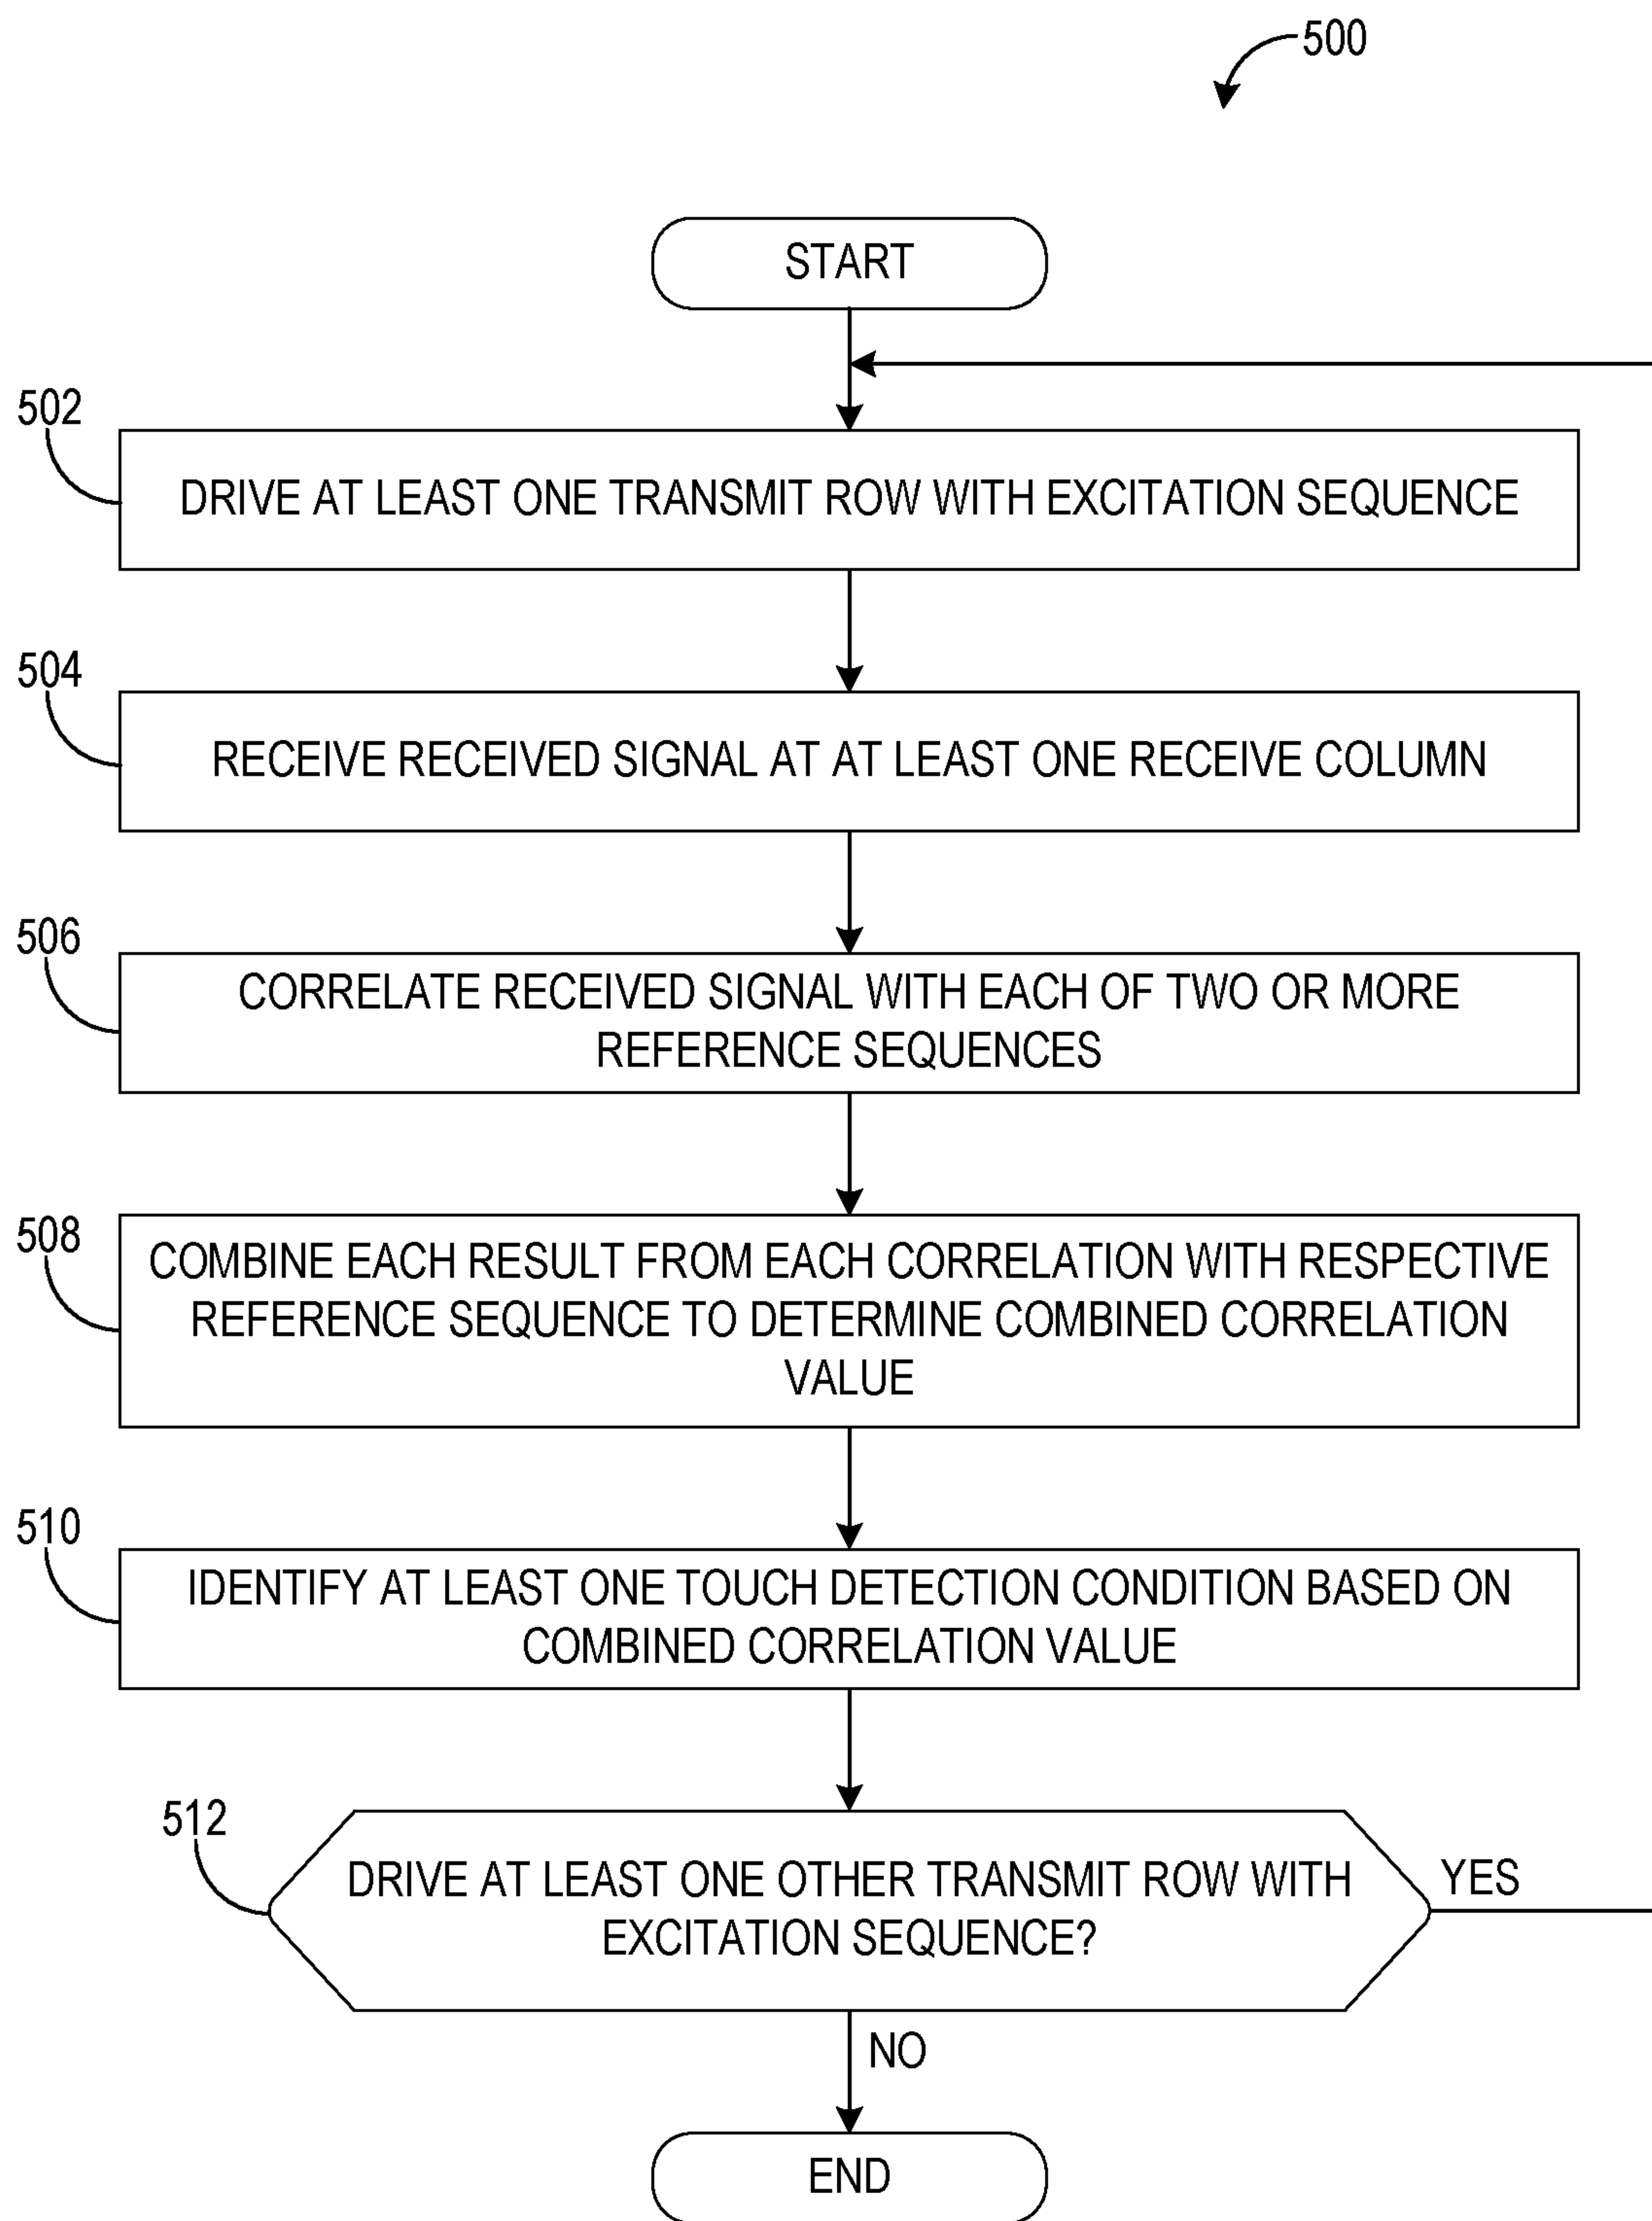 500
START
502
DRIVE AT LEAST ONE TRANSMIT ROW WITH EXCITATION SEQUENCE
504
RECEIVE RECEIVED SIGNAL AT AT LEAST ONE RECEIVE COLUMN
506
CORRELATE RECEIVED SIGNAL WITH EACH OF TWO OR MORE
REFERENCE SEQUENCES
508
COMBINE EACH RESULT FROM EACH CORRELATION WITH RESPECTIVE
REFERENCE SEQUENCE TO DETERMINE COMBINED CORRELATION
VALUE
510
IDENTIFY AT LEAST ONE TOUCH DETECTION CONDITION BASED ON
COMBINED CORRELATION VALUE
512
DRIVE AT LEAST ONE OTHER TRANSMIT ROW WITH
EXCITATION SEQUENCE?
YES
NO
END